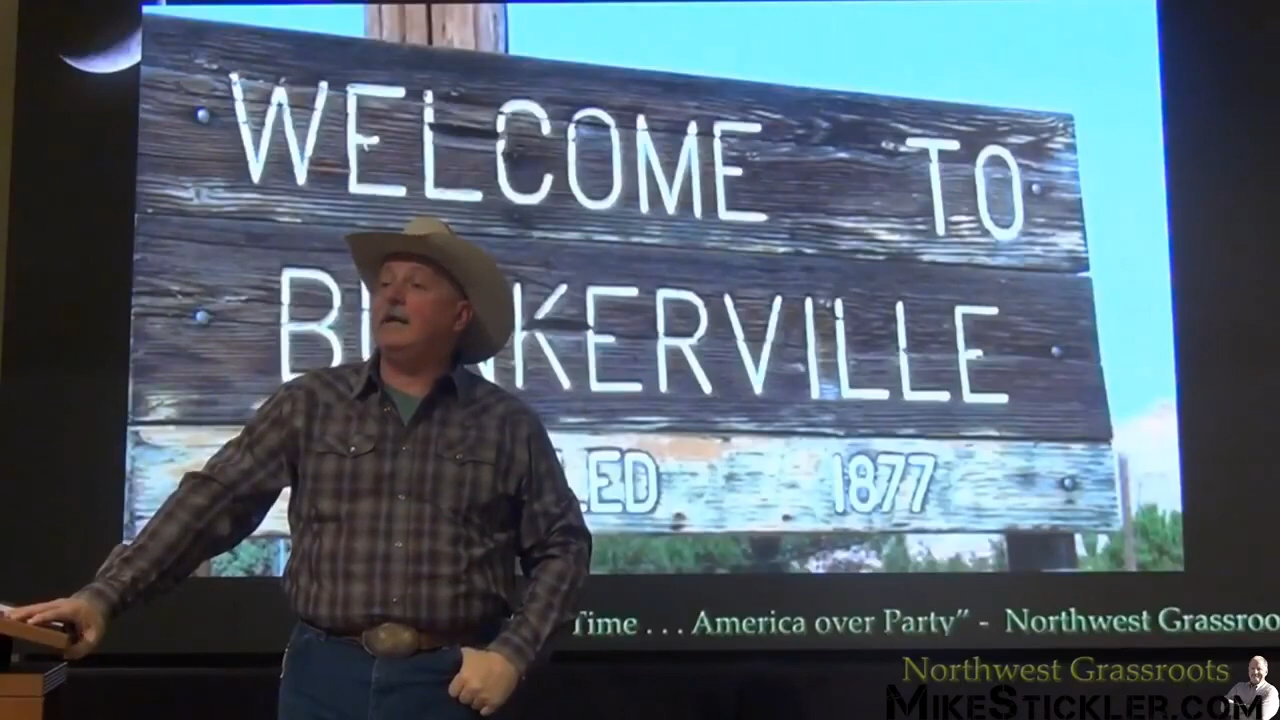 WELCOME TO
B KERVILLE
LED 1877
Time . . . America over Party" - Northwest Grassroo
Northwest Grassroots
MIKESTICKLER.COM